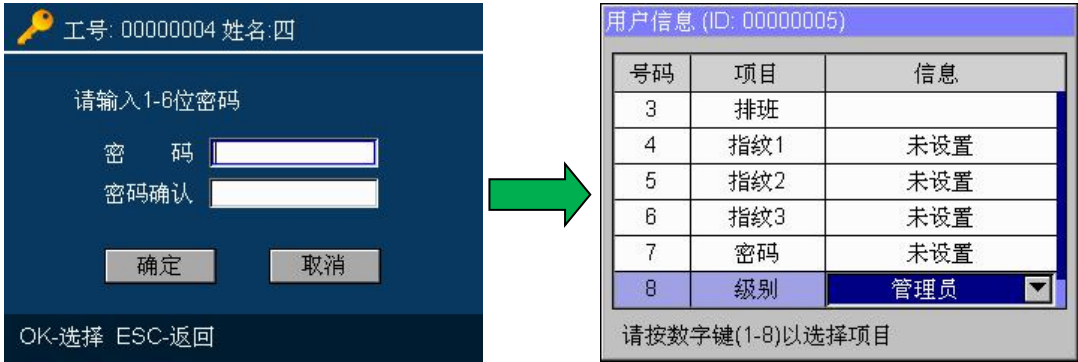 工号: 00000004 姓名:四
请输入1-6位密码
密 码
密码确认
确定 取消
OK-选择 ESC-返回
用户信息 (ID: 00000005)
号码 项目 信息
3 排班
4 指纹1 未设置
5 指纹2 未设置
6 指纹3 未设置
7 密码 未设置
8 级别 管理员
请按数字键(1-8)以选择项目